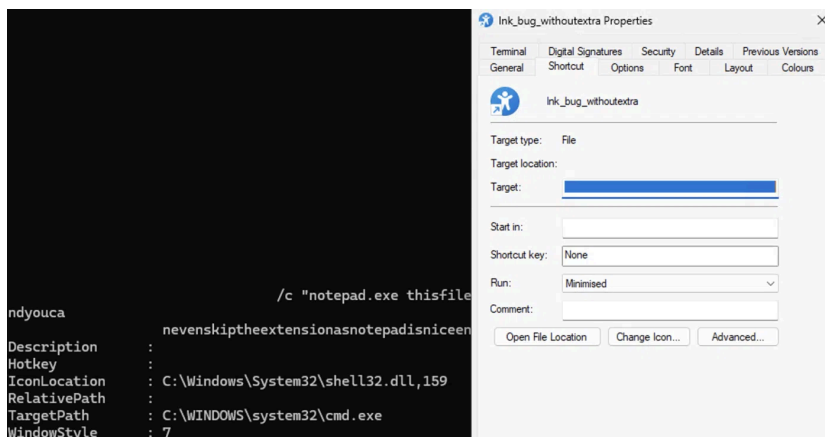 /c "notepad.exe thisfile
ndyouca
nevenskiptheextensionasnotepadisniceen
Description :
Hotkey :
IconLocation : C:\Windows\System32\shell32.dll,159
RelativePath :
TargetPath : C:\WINDOWS\system32\cmd.exe
WindowStyle : 7
lnk_bug_withoutextra Properties
Terminal Digital Signatures Security Details Previous Versions
General Shortcut Options Font Layout Colours
lnk_bug_withoutextra
Target type: File
Target location:
Target:
Start in:
Shortcut key: None
Run: Minimised
Comment:
Open File Location Change Icon... Advanced...